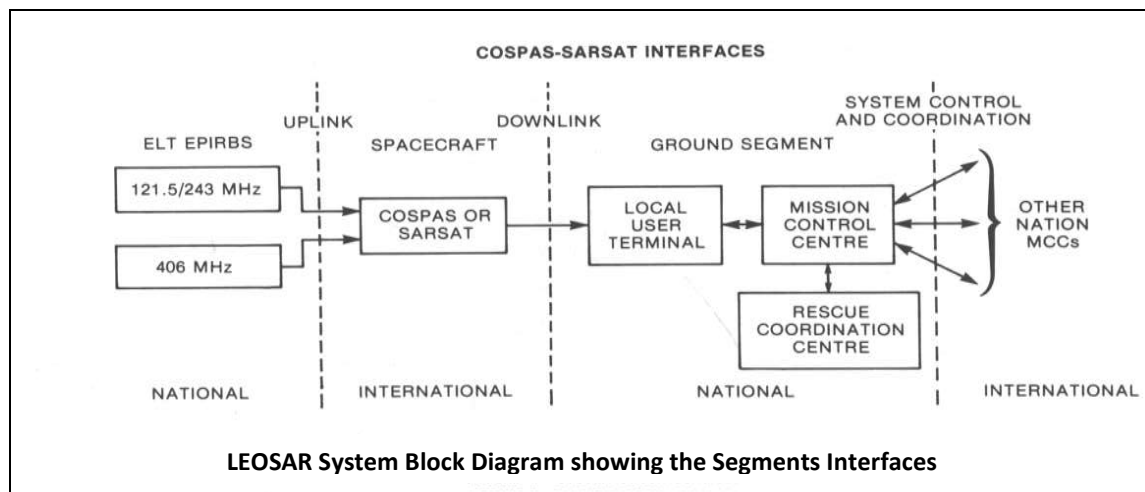 COSPAS-SARSAT INTERFACES
SYSTEM CONTROL
AND COORDINATION
UPLINK
DOWNLINK
ELT EPIRBS
SPACECRAFT
GROUND SEGMENT
121.5/243 MHz
406 MHz
COSPAS OR
SARSAT
LOCAL
USER
TERMINAL
MISSION
CONTROL
CENTRE
OTHER
NATION
MCCs
RESCUE
COORDINATION
CENTRE
NATIONAL
INTERNATIONAL
NATIONAL
INTERNATIONAL
LEOSAR System Block Diagram showing the Segments Interfaces